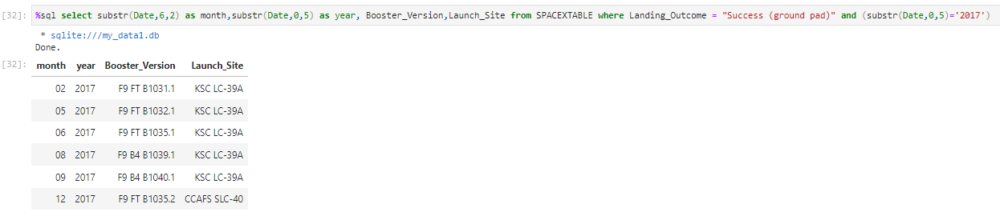 [32]: %sql select substr(Date,6,2) as month,substr(Date,0,5) as year, Booster_Version,Launch_Site from SPACEXTABLE where Landing_Outcome = "Success (ground pad)" and (substr(Date,0,5)='2017')
* sqlite:///my_data1.db
Done.
[32]: month year Booster_Version Launch_Site
02 2017 F9 FT B1031.1 KSC LC-39A
05 2017 F9 FT B1032.1 KSC LC-39A
06 2017 F9 FT B1035.1 KSC LC-39A
08 2017 F9 B4 B1039.1 KSC LC-39A
09 2017 F9 B4 B1040.1 KSC LC-39A
12 2017 F9 FT B1035.2 CCAFS SLC-40